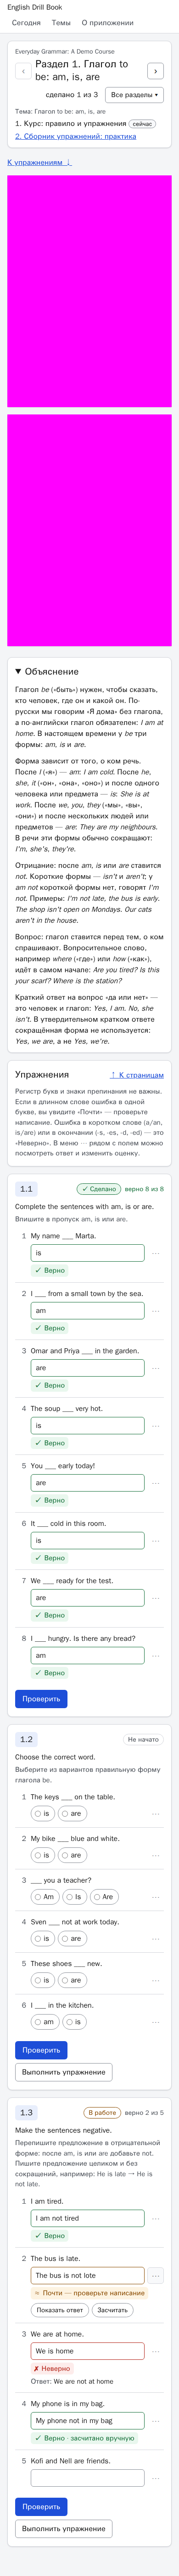 English Drill Book
Сегодня Темы О приложении
Everyday Grammar: A Demo Course
‹ Раздел 1. Глагол to ›
be: am, is, are
сделано 1 из 3 Все разделы ▾
Тема: Глагол to be: am, is, are
1. Курс: правило и упражнения сейчас
2. Сборник упражнений: практика
К упражнениям ↓
▼ Объяснение
Глагол be («быть») нужен, чтобы сказать,
кто человек, где он и какой он. По-
русски мы говорим «Я дома» без глагола,
а по-английски глагол обязателен: I am at
home. В настоящем времени у be три
формы: am, is и are.
Форма зависит от того, о ком речь.
После I («я») — am: I am cold. После he,
she, it («он», «она», «оно») и после одного
человека или предмета — is: She is at
work. После we, you, they («мы», «вы»,
«они») и после нескольких людей или
предметов — are: They are my neighbours.
В речи эти формы обычно сокращают:
I'm, she's, they're.
Отрицание: после am, is или are ставится
not. Короткие формы — isn't и aren't; у
am not короткой формы нет, говорят I'm
not. Примеры: I'm not late, the bus is early.
The shop isn't open on Mondays. Our cats
aren't in the house.
Вопрос: глагол ставится перед тем, о ком
спрашивают. Вопросительное слово,
например where («где») или how («как»),
идёт в самом начале: Are you tired? Is this
your scarf? Where is the station?
Краткий ответ на вопрос «да или нет» —
это не повтор и глагол: Yes, I am. No, she
isn't. В утвердительном кратком ответе
сокращённая форма не используется:
Yes, we are, а не Yes, we're.
Упражнения ↑ К страницам
Регистр букв и знаки препинания не важны.
Если в длинном слове ошибка в одной
букве, вы увидите «Почти» — проверьте
написание. Ошибка в коротком слове (a/an,
is/are) или в окончании (-s, -es, -d, -ed) — это
«Неверно». В меню ··· рядом с полем можно
посмотреть ответ и изменить оценку.
1.1 ✓ Сделано верно 8 из 8
Complete the sentences with am, is or are.
Впишите в пропуск am, is или are.
1 My name ___ Marta.
is ···
✓ Верно
2 I ___ from a small town by the sea.
am ···
✓ Верно
3 Omar and Priya ___ in the garden.
are ···
✓ Верно
4 The soup ___ very hot.
is ···
✓ Верно
5 You ___ early today!
are ···
✓ Верно
6 It ___ cold in this room.
is ···
✓ Верно
7 We ___ ready for the test.
are ···
✓ Верно
8 I ___ hungry. Is there any bread?
am ···
✓ Верно
Проверить
1.2 Не начато
Choose the correct word.
Выберите из вариантов правильную форму
глагола be.
1 The keys ___ on the table.
is are ···
2 My bike ___ blue and white.
is are ···
3 ___ you a teacher?
Am Is Are ···
4 Sven ___ not at work today.
is are ···
5 These shoes ___ new.
is are ···
6 I ___ in the kitchen.
am is ···
Проверить
Выполнить упражнение
1.3 В работе верно 2 из 5
Make the sentences negative.
Перепишите предложение в отрицательной
форме: после am, is или are добавьте not.
Пишите предложение целиком и без
сокращений, например: He is late → He is
not late.
1 I am tired.
I am not tired ···
✓ Верно
2 The bus is late.
The bus is not lote ···
≈ Почти — проверьте написание
Показать ответ Засчитать
3 We are at home.
We is home ···
✗ Неверно
Ответ: We are not at home
4 My phone is in my bag.
My phone not in my bag ···
✓ Верно · засчитано вручную
5 Kofi and Nell are friends.
···
Проверить
Выполнить упражнение